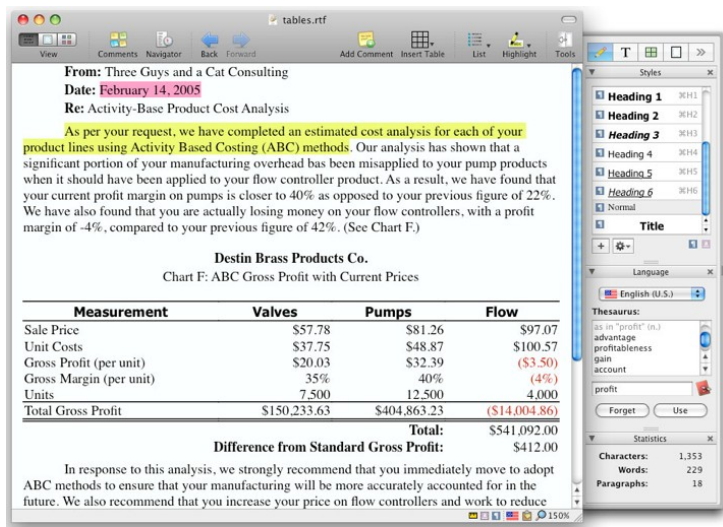 tables.rtf
View
Comments Navigator Back Forward Add Comment Insert Table List Highlight Tools
From: Three Guys and a Cat Consulting
Date: February 14, 2005
Re: Activity-Base Product Cost Analysis
As per your request, we have completed an estimated cost analysis for each of your
product lines using Activity Based Costing (ABC) methods. Our analysis has shown that a
significant portion of your manufacturing overhead bas been misapplied to your pump products
when it should have been applied to your flow controller product. As a result, we have found that
your current profit margin on pumps is closer to 40% as opposed to your previous figure of 22%.
We have also found that you are actually losing money on your flow controllers, with a profit
margin of -4%, compared to your previous figure of 42%. (See Chart F.)
Destin Brass Products Co.
Chart F: ABC Gross Profit with Current Prices
Measurement Valves Pumps Flow
Sale Price $57.78 $81.26 $97.07
Unit Costs $37.75 $48.87 $100.57
Gross Profit (per unit) $20.03 $32.39 ($3.50)
Gross Margin (per unit) 35% 40% (4%)
Units 7,500 12,500 4,000
Total Gross Profit $150,233.63 $404,863.23 ($14,004.86)
Total: $541,092.00
Difference from Standard Gross Profit: $412.00
In response to this analysis, we strongly recommend that you immediately move to adopt
ABC methods to ensure that your manufacturing will be more accurately accounted for in the
future. We also recommend that you increase your price on flow controllers and work to reduce
150%
T
Styles
Heading 1 ⌘H1
Heading 2 ⌘H2
Heading 3 ⌘H3
Heading 4 ⌘H4
Heading 5 ⌘H5
Heading 6 ⌘H6
Normal
Title
Language
English (U.S.)
Thesaurus:
as in "profit" (n.)
advantage
profitableness
gain
account
profit
Forget Use
Statistics
Characters: 1,353
Words: 229
Paragraphs: 18